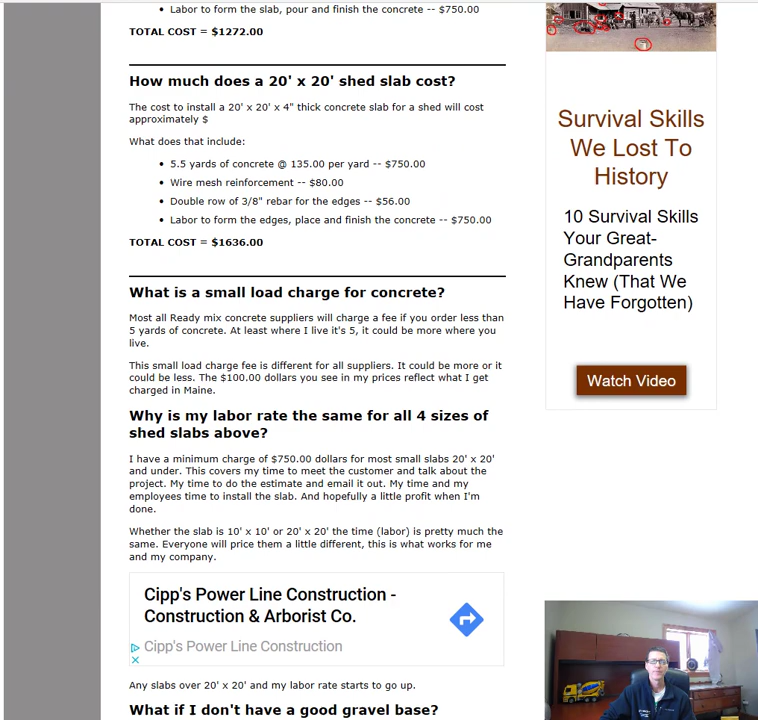 Labor to form the slab, pour and finish the concrete -- $750.00
TOTAL COST = $1272.00
How much does a 20' x 20' shed slab cost?
The cost to install a 20' x 20' x 4" thick concrete slab for a shed will cost
approximately $
What does that include:
5.5 yards of concrete @ 135.00 per yard -- $750.00
Wire mesh reinforcement -- $80.00
Double row of 3/8" rebar for the edges -- $56.00
Labor to form the edges, place and finish the concrete -- $750.00
TOTAL COST = $1636.00
What is a small load charge for concrete?
Most all Ready mix concrete suppliers will charge a fee if you order less than
5 yards of concrete. At least where I live it's 5, it could be more where you
live.
This small load charge fee is different for all suppliers. It could be more or it
could be less. The $100.00 dollars you see in my prices reflect what I get
charged in Maine.
Why is my labor rate the same for all 4 sizes of
shed slabs above?
I have a minimum charge of $750.00 dollars for most small slabs 20' x 20'
and under. This covers my time to meet the customer and talk about the
project. My time to do the estimate and email it out. My time and my
employees time to install the slab. And hopefully a little profit when I'm
done.
Whether the slab is 10' x 10' or 20' x 20' the time (labor) is pretty much the
same. Everyone will price them a little different, this is what works for me
and my company.
Cipp's Power Line Construction -
Construction & Arborist Co.
Cipp's Power Line Construction
Any slabs over 20' x 20' and my labor rate starts to go up.
What if I don't have a good gravel base?
Survival Skills
We Lost To
History
10 Survival Skills
Your Great-
Grandparents
Knew (That We
Have Forgotten)
Watch Video